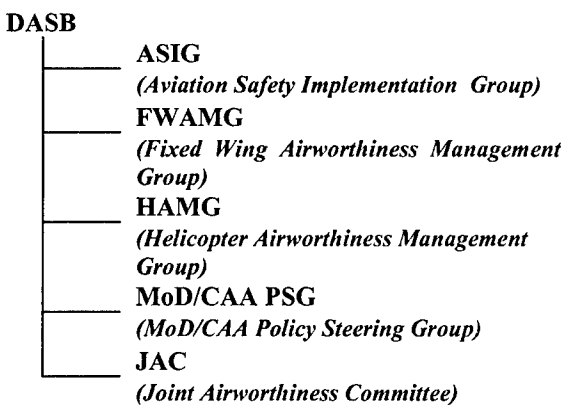 DASB
ASIG
(Aviation Safety Implementation Group)
FWAMG
(Fixed Wing Airworthiness Management
Group)
HAMG
(Helicopter Airworthiness Management
Group)
MoD/CAA PSG
(MoD/CAA Policy Steering Group)
JAC
(Joint Airworthiness Committee)